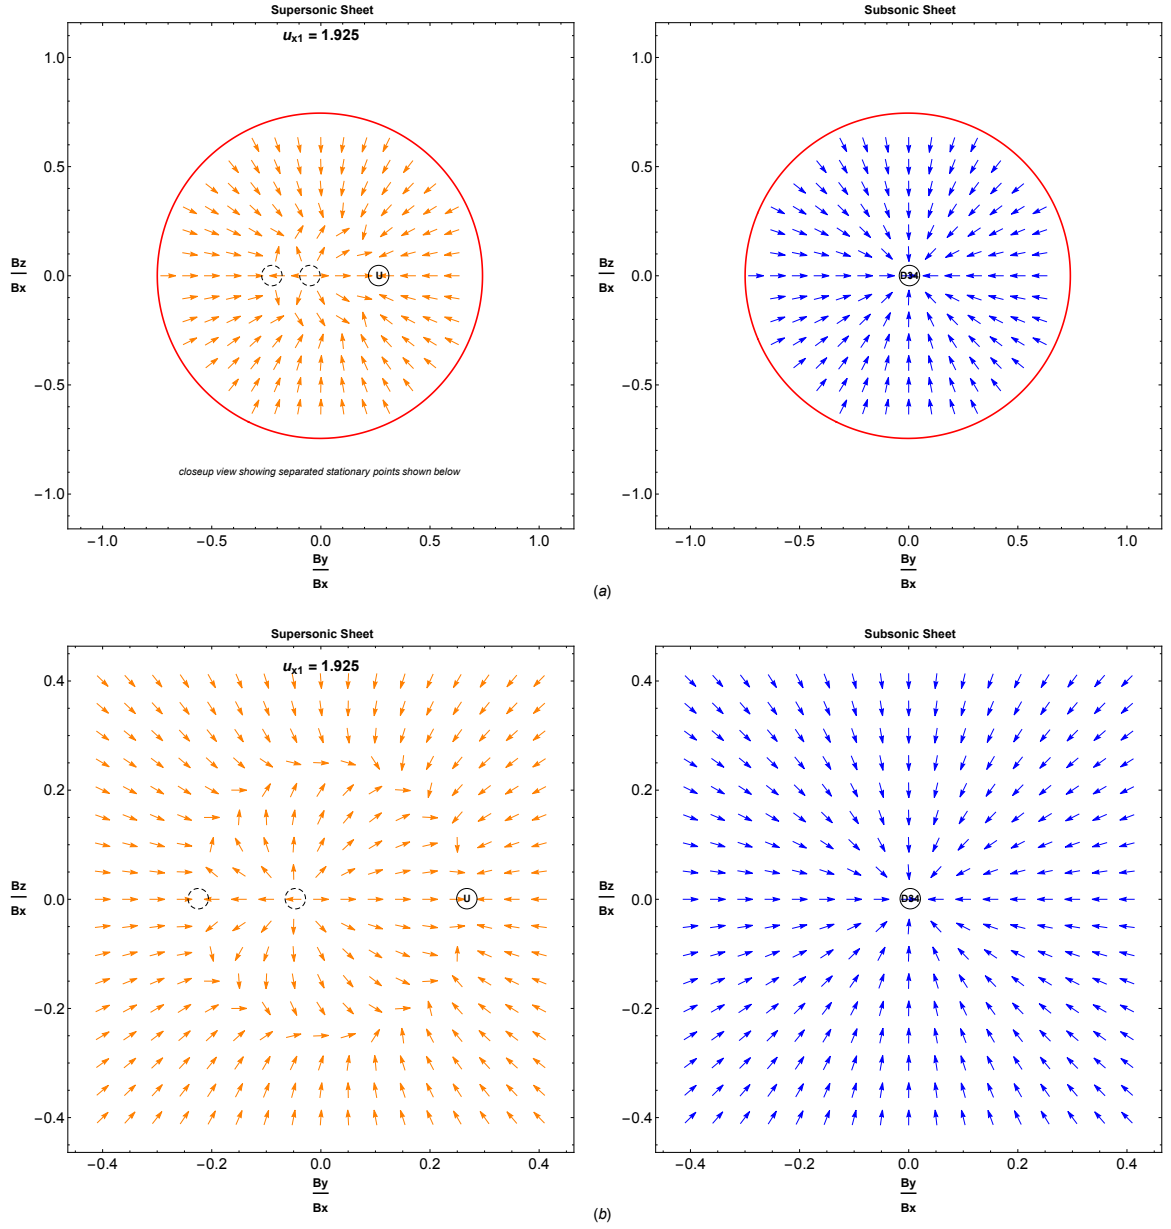 Supersonic Sheet
Subsonic Sheet
ux1 = 1.925
1.0
0.5
Bz
Bx
0.0
U
−0.5
closeup view showing separated stationary points shown below
−1.0
−1.0 −0.5 0.0 0.5 1.0
By
Bx
1.0
0.5
Bz
Bx
0.0
D34
−0.5
−1.0
−1.0 −0.5 0.0 0.5 1.0
By
Bx
(a)
Supersonic Sheet
Subsonic Sheet
ux1 = 1.925
0.4
0.2
Bz
Bx
0.0
U
−0.2
−0.4
−0.4 −0.2 0.0 0.2 0.4
By
Bx
0.4
0.2
Bz
Bx
0.0
D34
−0.2
−0.4
−0.4 −0.2 0.0 0.2 0.4
By
Bx
(b)